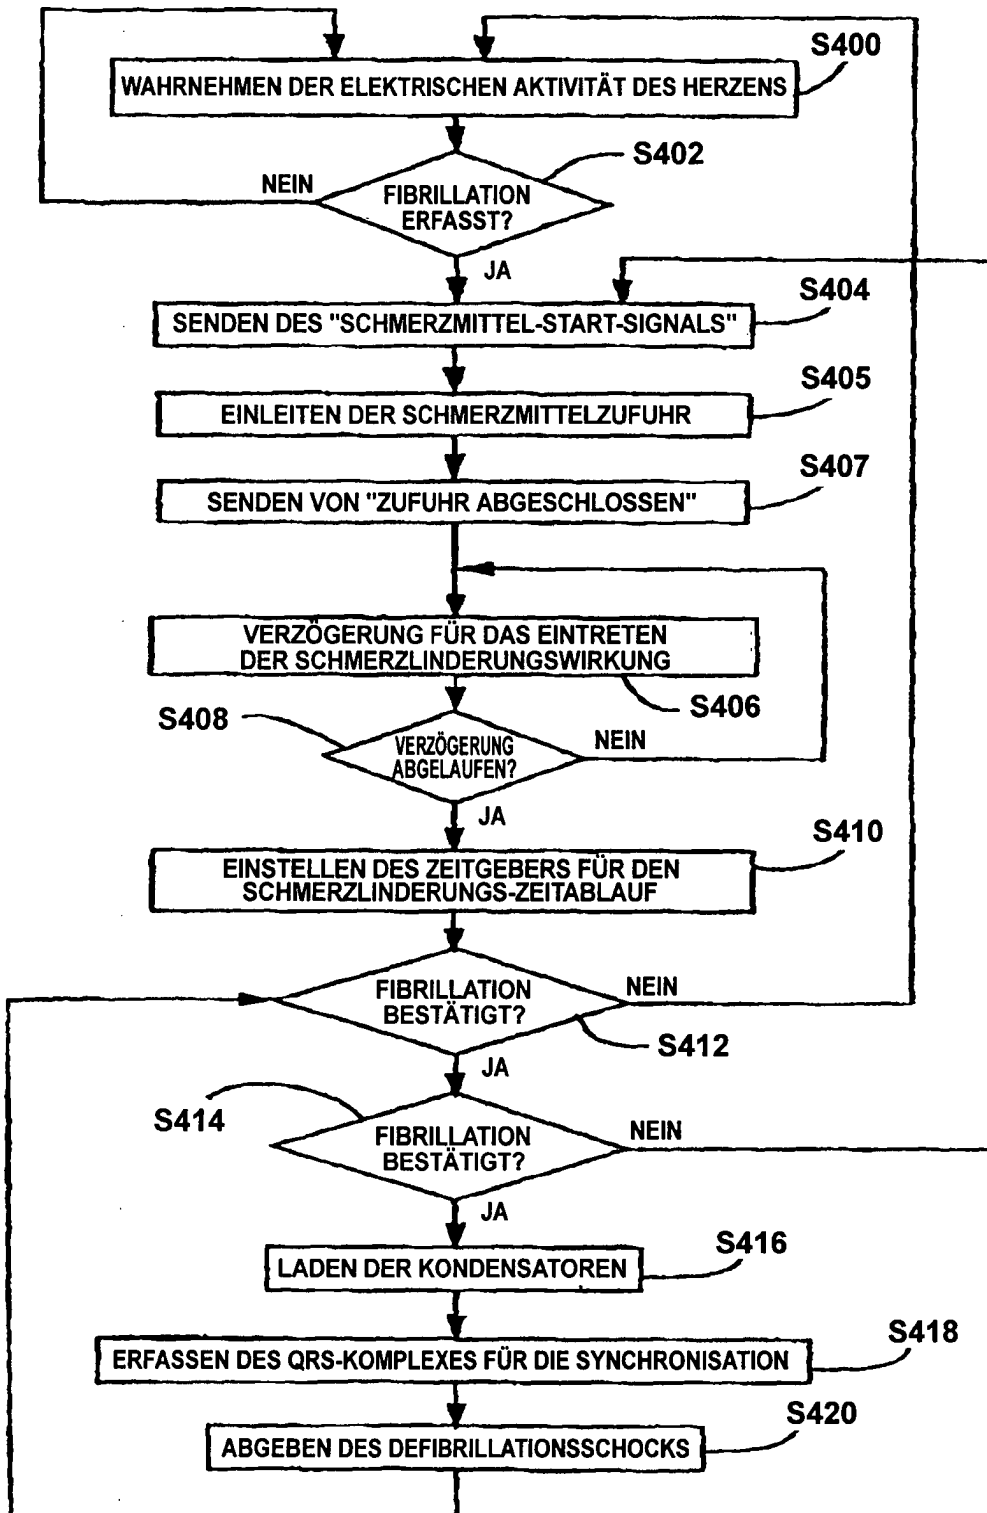 S400
WAHRNEHMEN DER ELEKTRISCHEN AKTIVITÄT DES HERZENS
S402
NEIN
FIBRILLATION
ERFASST?
JA
S404
SENDEN DES "SCHMERZMITTEL-START-SIGNALS"
S405
EINLEITEN DER SCHMERZMITTELZUFUHR
S407
SENDEN VON "ZUFUHR ABGESCHLOSSEN"
VERZÖGERUNG FÜR DAS EINTRETEN
DER SCHMERZLINDERUNGSWIRKUNG
S406
S408
VERZÖGERUNG
ABGELAUFEN?
NEIN
JA
S410
EINSTELLEN DES ZEITGEBERS FÜR DEN
SCHMERZLINDERUNGS-ZEITABLAUF
FIBRILLATION
BESTÄTIGT?
NEIN
S412
JA
S414
FIBRILLATION
BESTÄTIGT?
NEIN
JA
S416
LADEN DER KONDENSATOREN
S418
ERFASSEN DES QRS-KOMPLEXES FÜR DIE SYNCHRONISATION
S420
ABGEBEN DES DEFIBRILLATIONSSCHOCKS